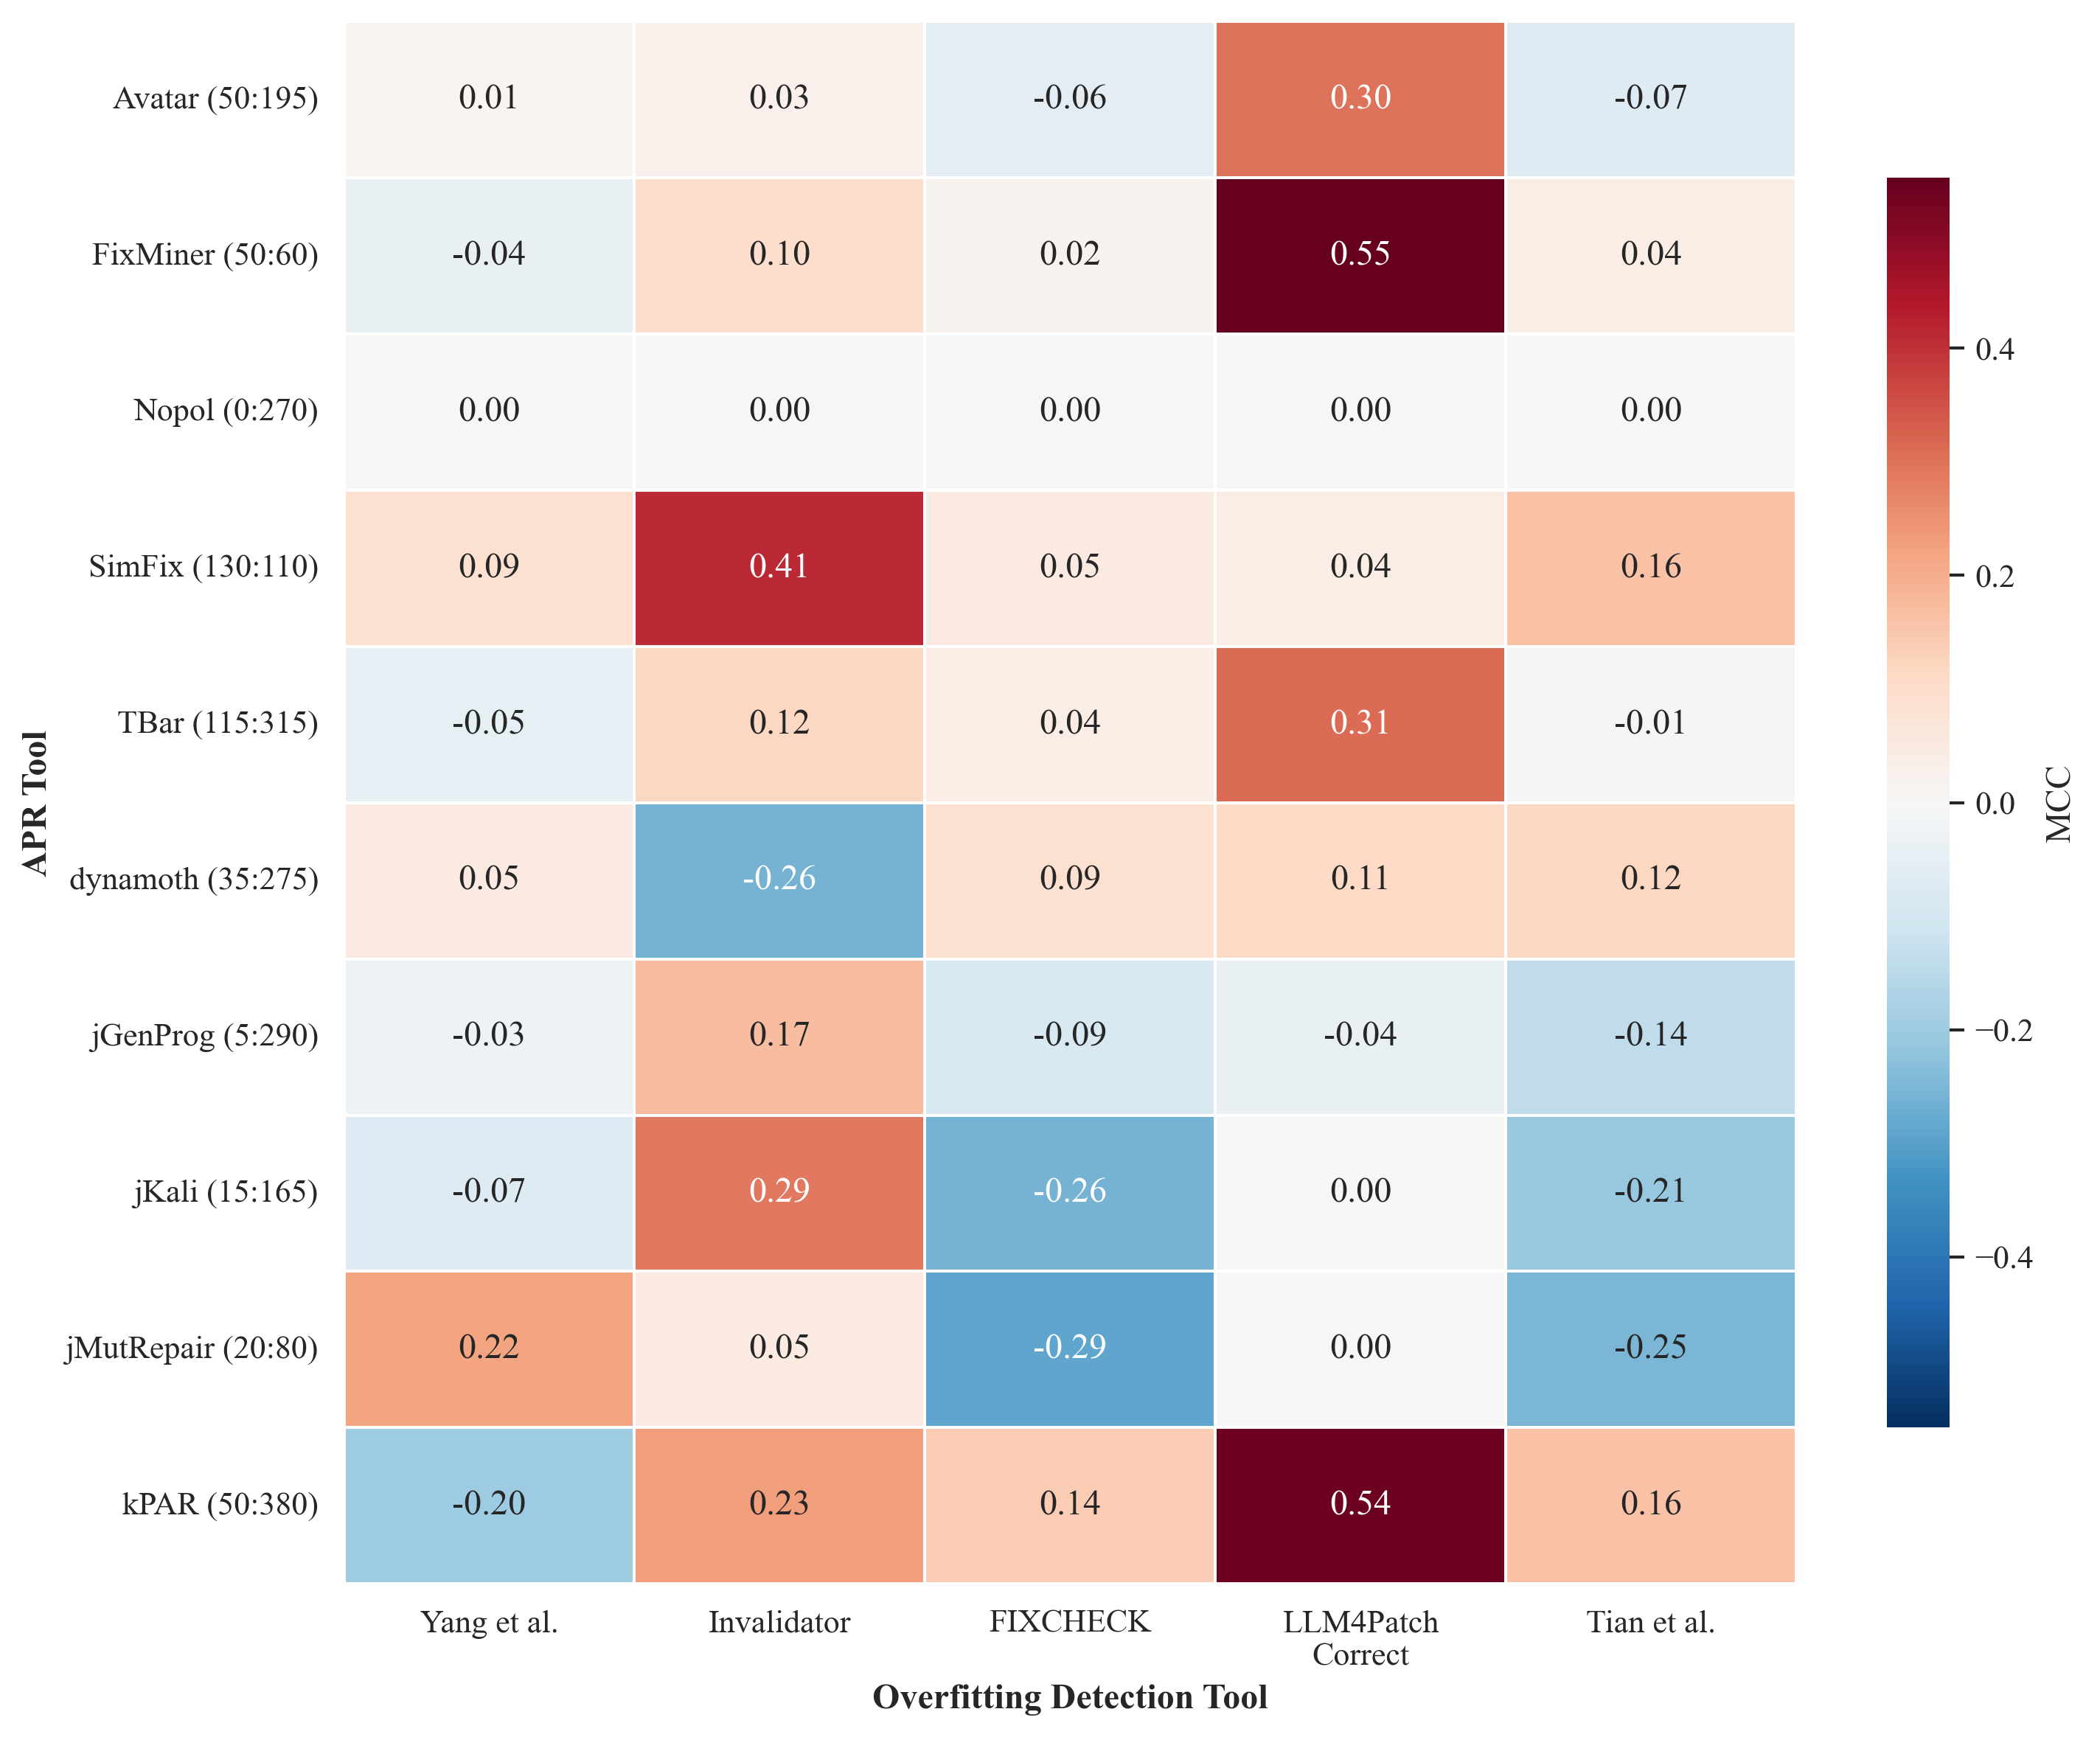 Avatar (50:195) 0.01 0.03 -0.06 0.30 -0.07
FixMiner (50:60) -0.04 0.10 0.02 0.55 0.04
Nopol (0:270) 0.00 0.00 0.00 0.00 0.00
SimFix (130:110) 0.09 0.41 0.05 0.04 0.16
TBar (115:315) -0.05 0.12 0.04 0.31 -0.01
dynamoth (35:275) 0.05 -0.26 0.09 0.11 0.12
jGenProg (5:290) -0.03 0.17 -0.09 -0.04 -0.14
jKali (15:165) -0.07 0.29 -0.26 0.00 -0.21
jMutRepair (20:80) 0.22 0.05 -0.29 0.00 -0.25
kPAR (50:380) -0.20 0.23 0.14 0.54 0.16
APR Tool
Yang et al. Invalidator FIXCHECK LLM4Patch Tian et al.
Correct
Overfitting Detection Tool
0.4
0.2
0.0
−0.2
−0.4
MCC